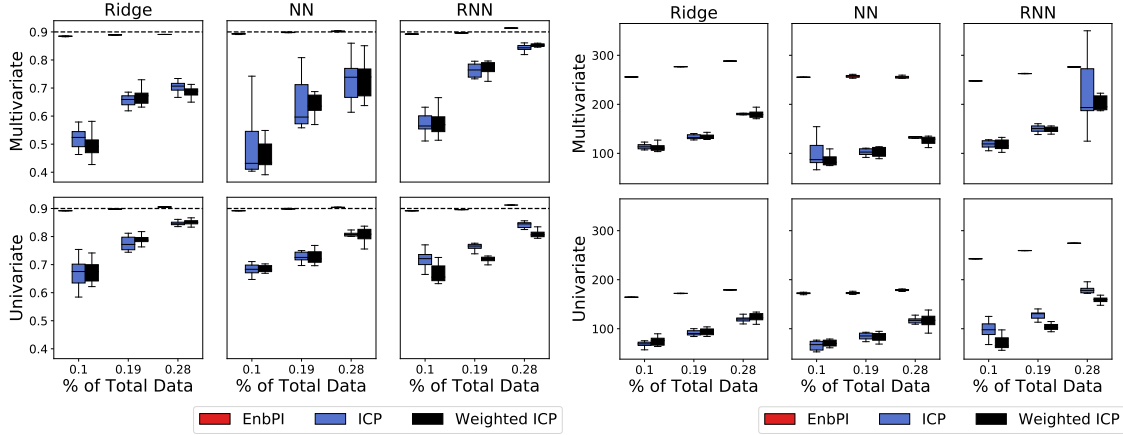 Ridge NN RNN
Multivariate
0.9
0.8
0.7
0.6
0.5
0.4
Univariate
0.9
0.8
0.7
0.6
0.5
0.4
0.1 0.19 0.28 0.1 0.19 0.28 0.1 0.19 0.28
% of Total Data % of Total Data % of Total Data
EnbPI ICP Weighted ICP
Ridge NN RNN
Multivariate
300
200
100
Univariate
300
200
100
0.1 0.19 0.28 0.1 0.19 0.28 0.1 0.19 0.28
% of Total Data % of Total Data % of Total Data
EnbPI ICP Weighted ICP